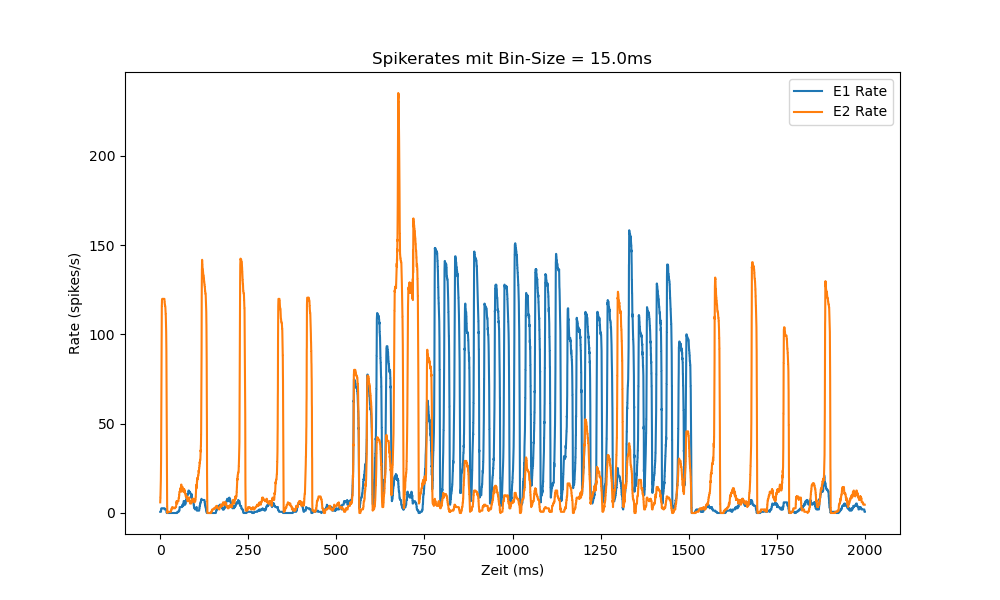 Spikerates mit Bin-Size = 15.0ms
E1 Rate
E2 Rate
Rate (spikes/s)
200
150
100
50
0
0 250 500 750 1000 1250 1500 1750 2000
Zeit (ms)